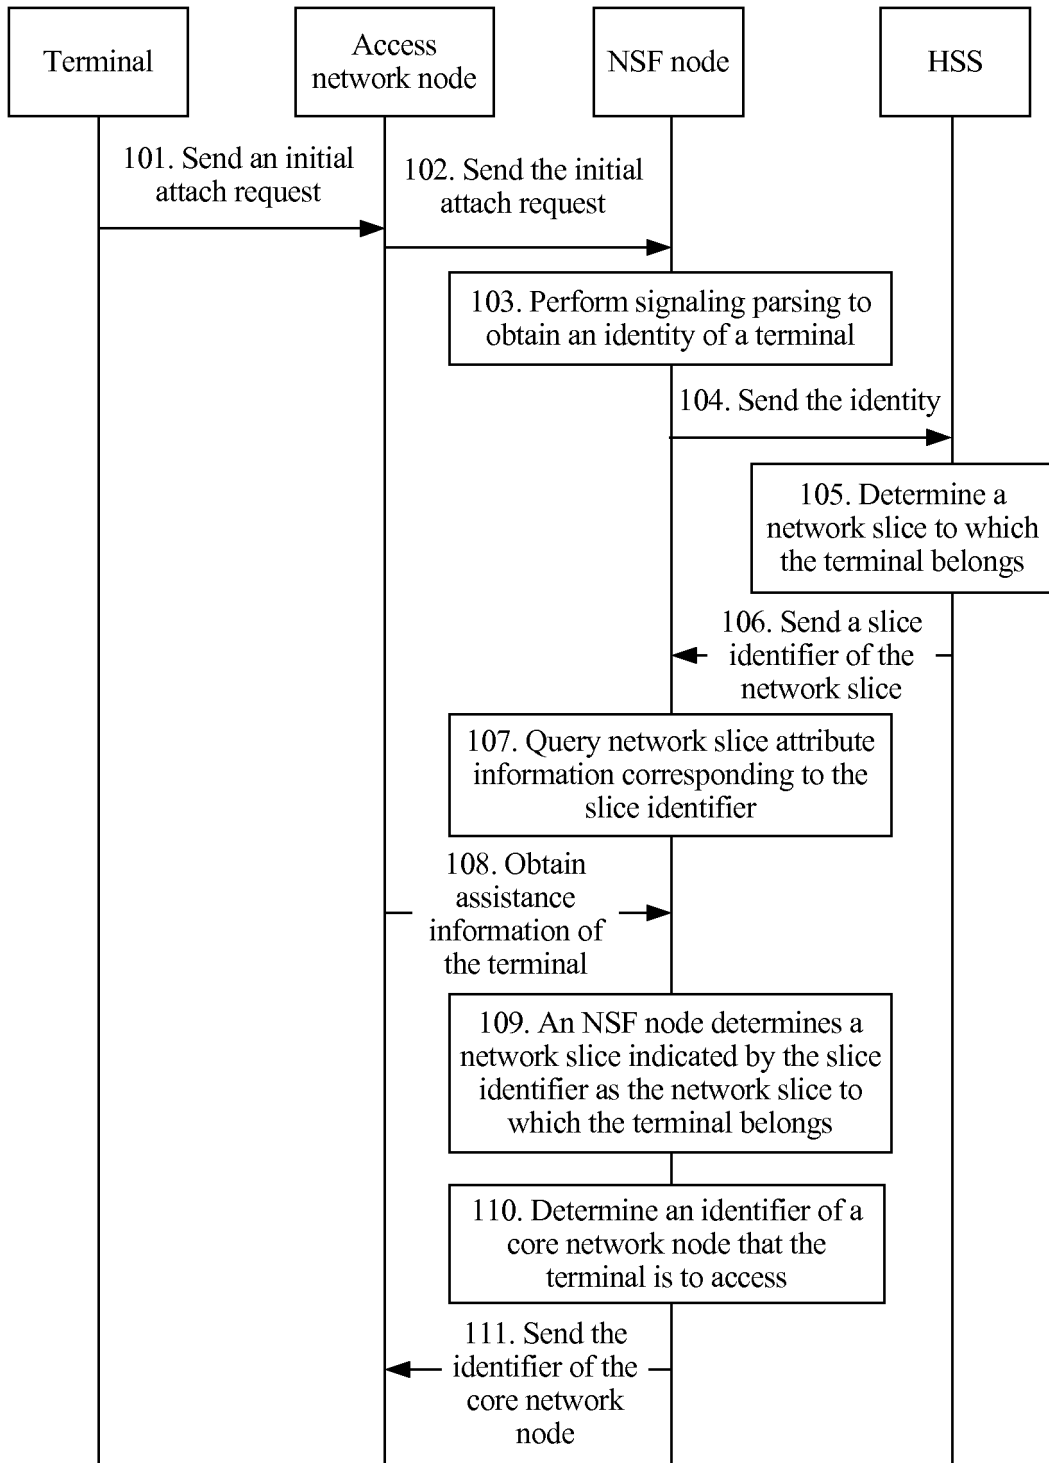 Terminal
Access
network node
NSF node
HSS
101. Send an initial
attach request
102. Send the initial
attach request
103. Perform signaling parsing to
obtain an identity of a terminal
104. Send the identity
105. Determine a
network slice to which
the terminal belongs
106. Send a slice
identifier of the
network slice
107. Query network slice attribute
information corresponding to the
slice identifier
108. Obtain
assistance
information of
the terminal
109. An NSF node determines a
network slice indicated by the slice
identifier as the network slice to
which the terminal belongs
110. Determine an identifier of a
core network node that the
terminal is to access
111. Send the
identifier of the
core network
node